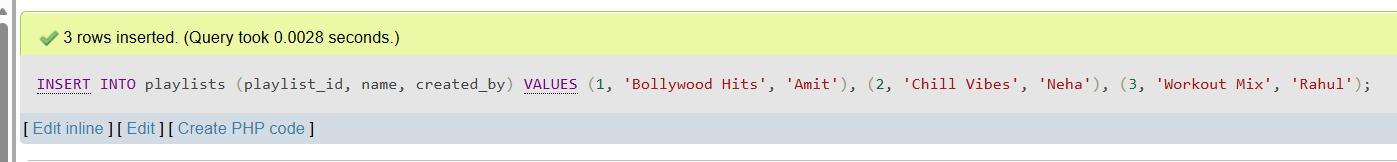 3 rows inserted. (Query took 0.0028 seconds.)
INSERT INTO playlists (playlist_id, name, created_by) VALUES (1, 'Bollywood Hits', 'Amit'), (2, 'Chill Vibes', 'Neha'), (3, 'Workout Mix', 'Rahul');
[ Edit inline ] [ Edit ] [ Create PHP code ]